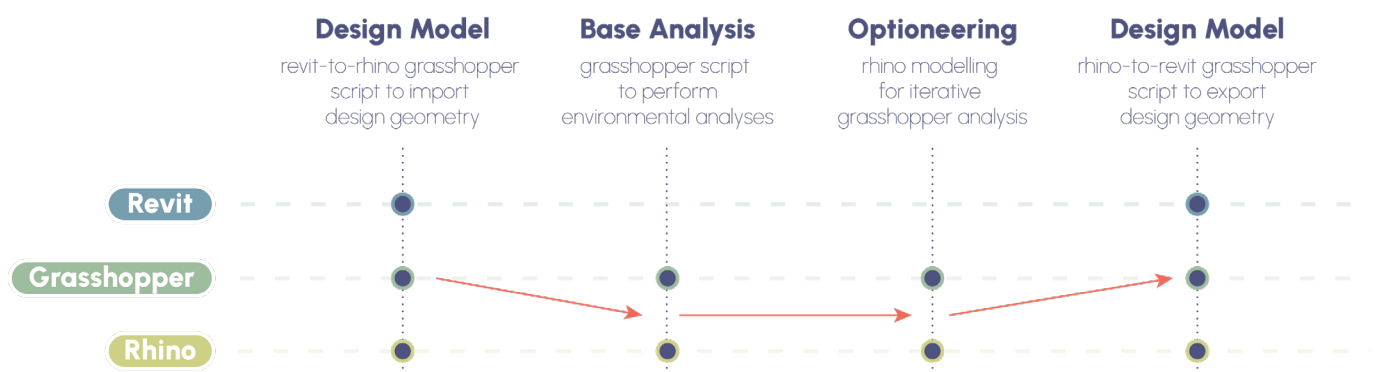 Design Model
revit-to-rhino grasshopper
script to import
design geometry
Base Analysis
grasshopper script
to perform
environmental analyses
Optioneering
rhino modelling
for iterative
grasshopper analysis
Design Model
rhino-to-revit grasshopper
script to export
design geometry
Revit
Grasshopper
Rhino